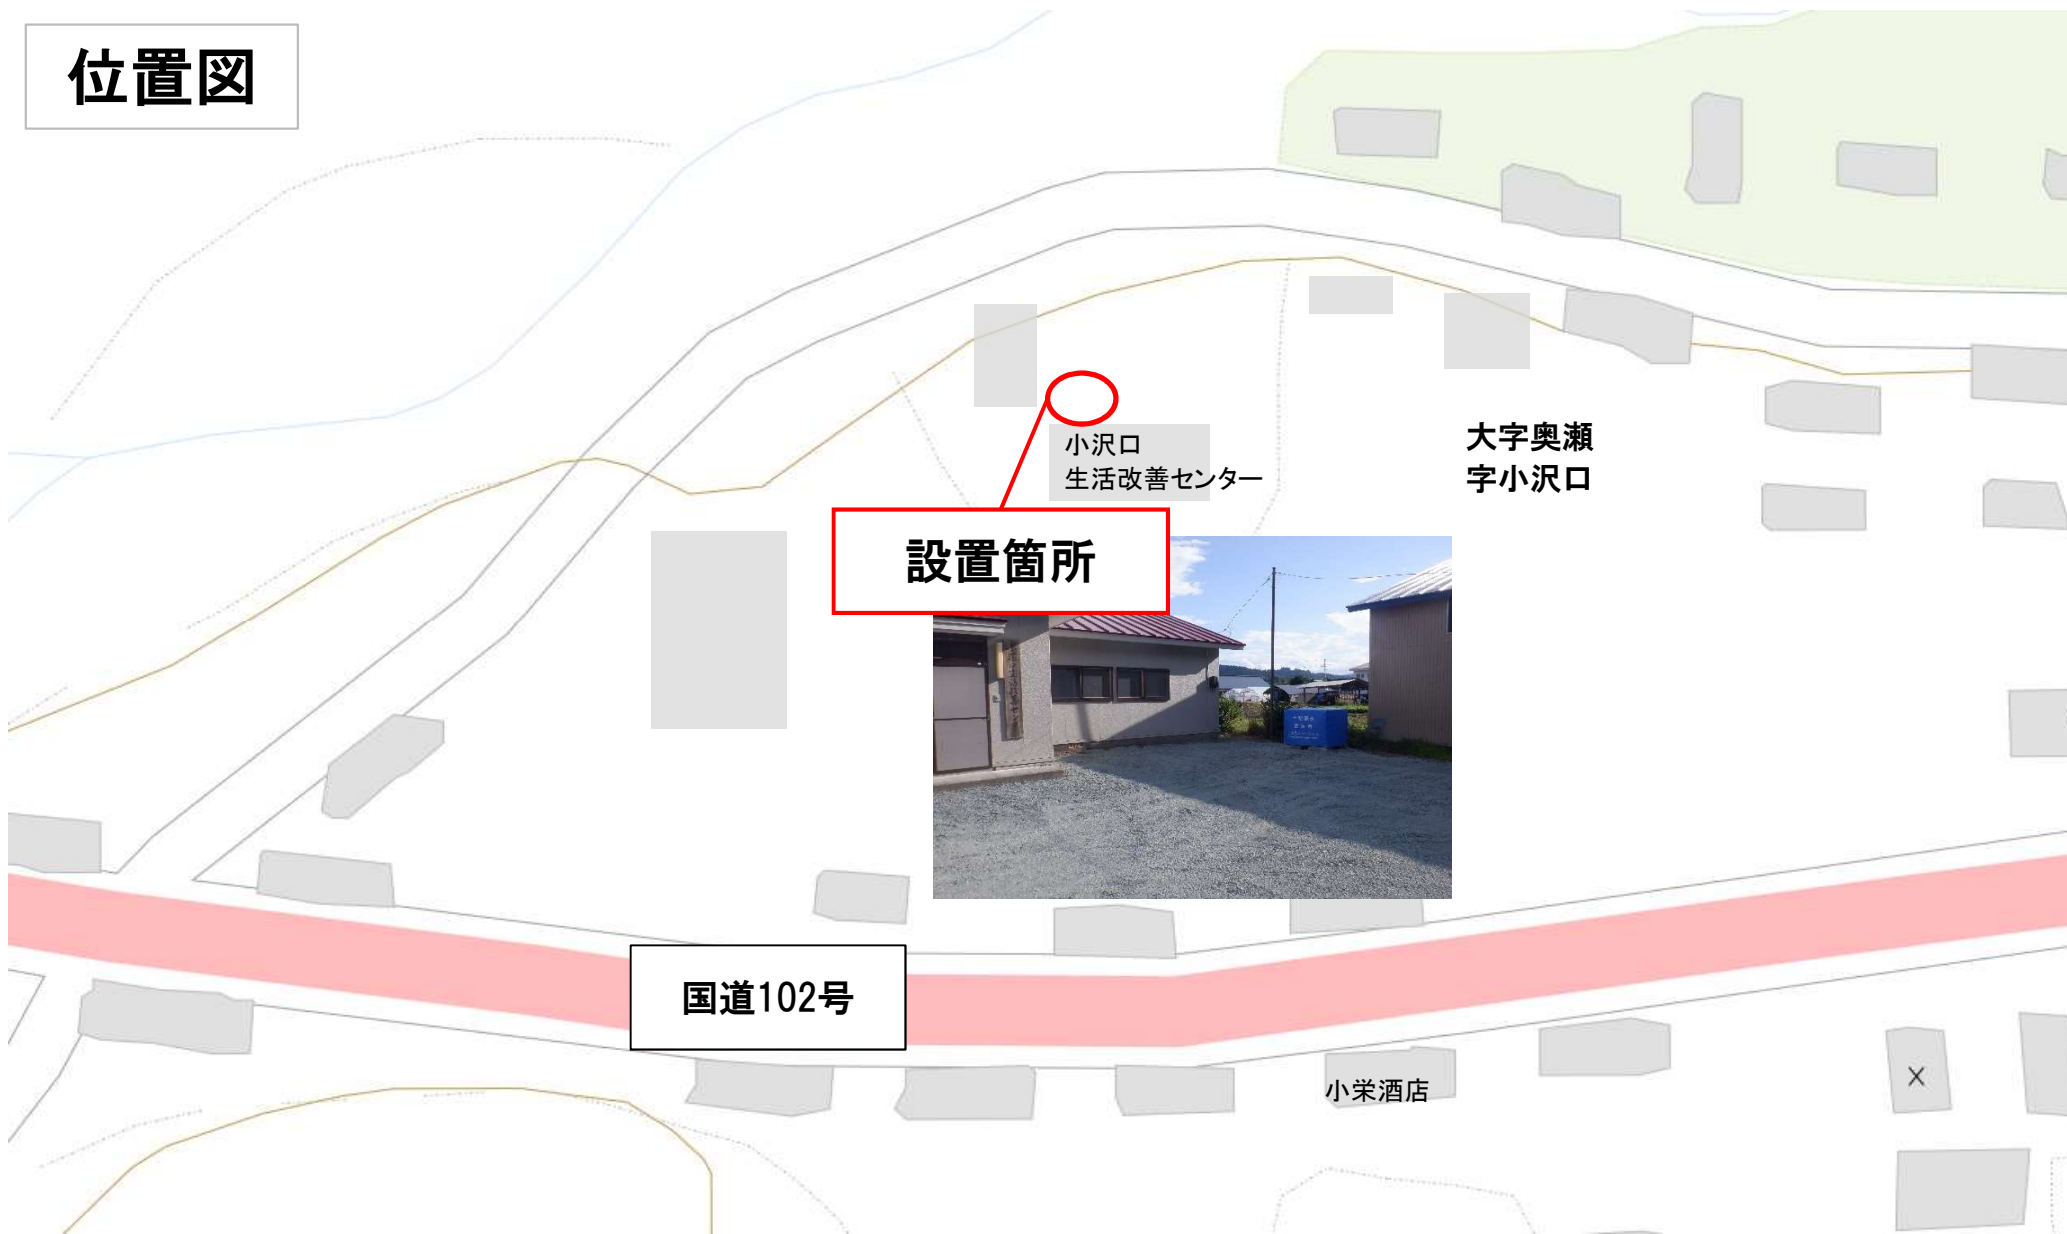 位置図
小沢口
生活改善センター
大字奥瀬
字小沢口
設置箇所
国道102号
小栄酒店